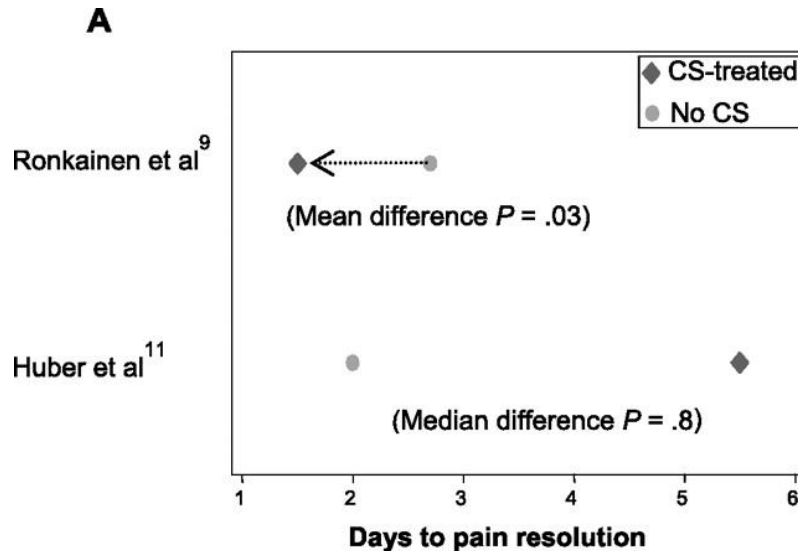 A
CS-treated
No CS
Ronkainen et al9
(Mean difference P = .03)
Huber et al11
(Median difference P = .8)
1 2 3 4 5 6
Days to pain resolution